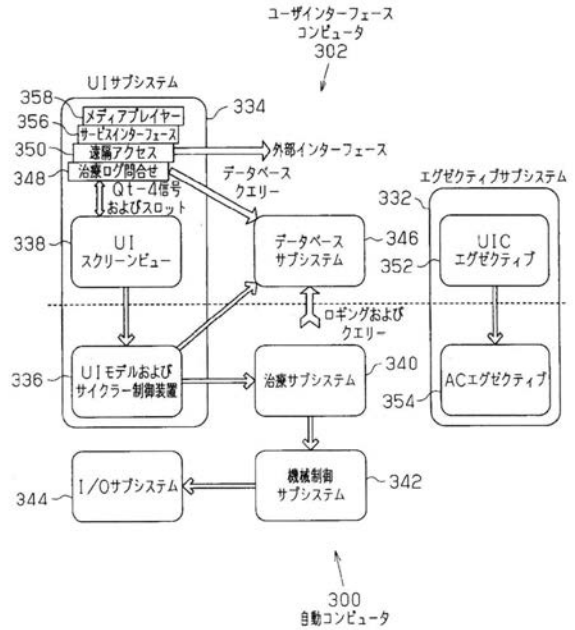 ユーザインターフェース
コンピュータ
302
UIサブシステム
358
メディアプレイヤー
334
356
サービスインターフェース
350
遠隔アクセス
外部インターフェース
348
治療ログ問合せ
データベース
クエリー
Qt-4信号
およびスロット
エグゼクティブサブシステム
332
338
UI
スクリーンビュー
データベース
サブシステム
346
UIC
エグゼクティブ
352
ロギングおよび
クエリー
336
UIモデルおよび
サイクラー制御装置
治療サブシステム
340
ACエグゼクティブ
354
344
I/Oサブシステム
機械制御
サブシステム
342
300
自動コンピュータ